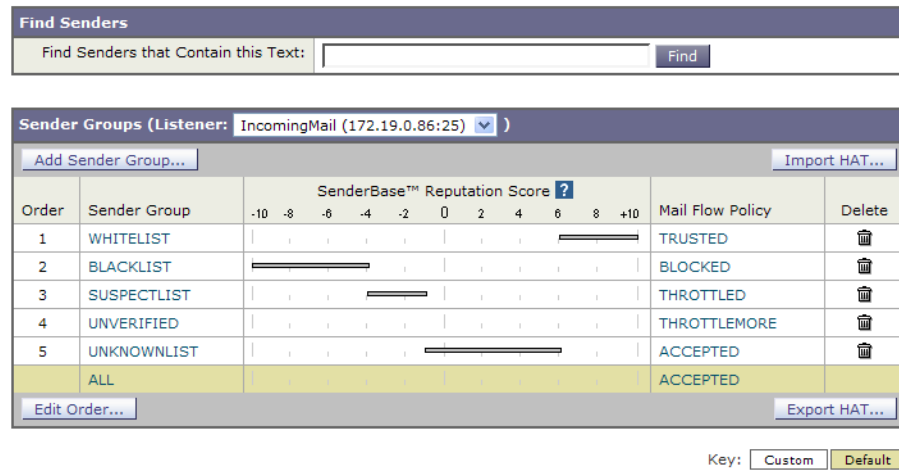 Find Senders
Find Senders that Contain this Text: Find
Sender Groups (Listener: IncomingMail (172.19.0.86:25) )
Add Sender Group... Import HAT...
SenderBase™ Reputation Score ?
Order Sender Group -10 -8 -6 -4 -2 0 2 4 6 8 +10 Mail Flow Policy Delete
1 WHITELIST TRUSTED
2 BLACKLIST BLOCKED
3 SUSPECTLIST THROTTLED
4 UNVERIFIED THROTTLEMORE
5 UNKNOWNLIST ACCEPTED
ALL ACCEPTED
Edit Order... Export HAT...
Key: Custom Default